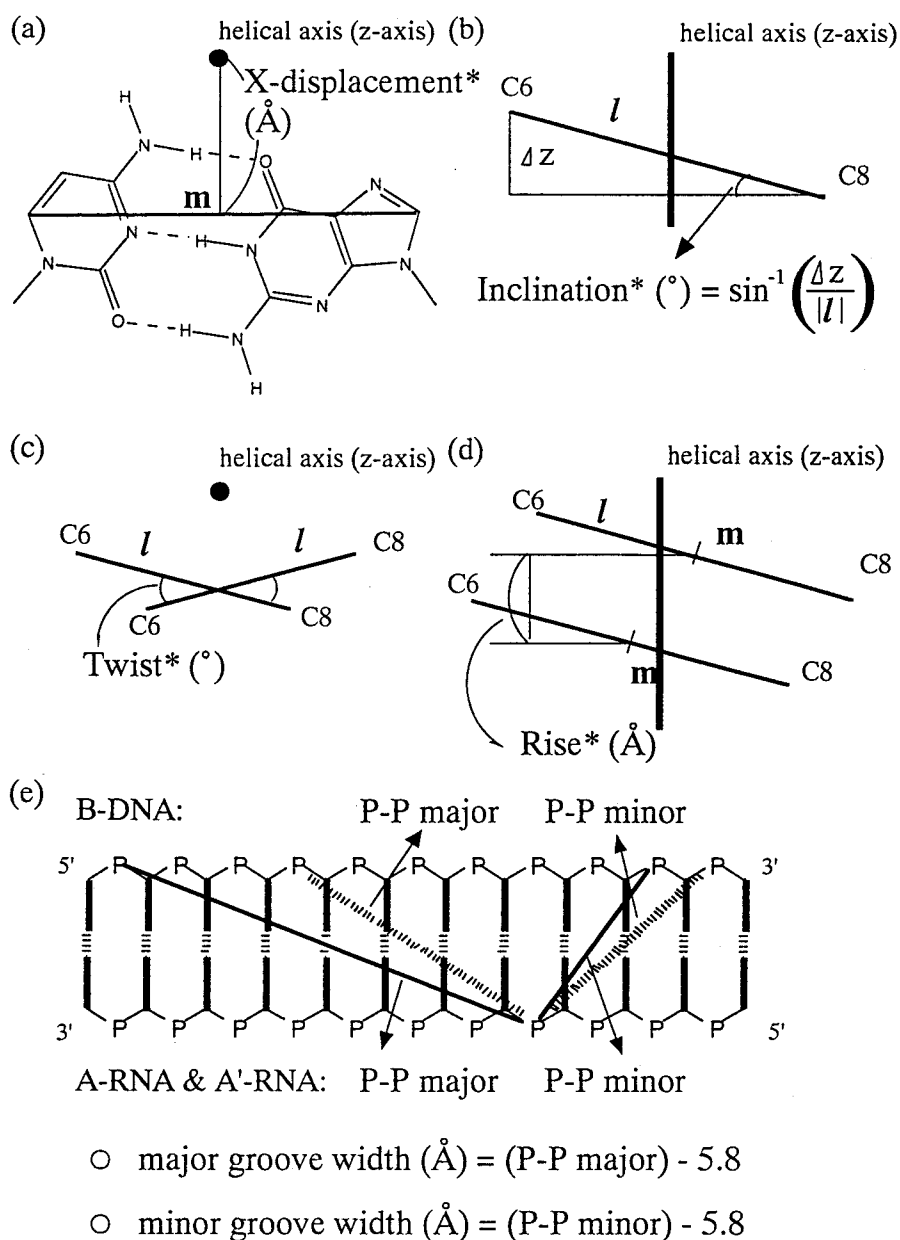 (a)
helical axis (z-axis)
X-displacement*
(Å)
H
N
H
O
N
m
N
H
N
N
N
O
N
O
H
N
H
N
H
(b)
helical axis (z-axis)
C6
l
Δz
C8
Inclination* (°) = sin⁻¹(Δz/|l|)
(c)
helical axis (z-axis)
C6
l
l
C8
C6
C8
Twist* (°)
(d)
helical axis (z-axis)
C6
l
m
C8
C6
m
C8
Rise* (Å)
(e)
B-DNA:
P-P major
P-P minor
5'
P P P P P P P P P P P
3'
3'
P P P P P P P P P P P
5'
A-RNA & A'-RNA:
P-P major
P-P minor
○ major groove width (Å) = (P-P major) - 5.8
○ minor groove width (Å) = (P-P minor) - 5.8